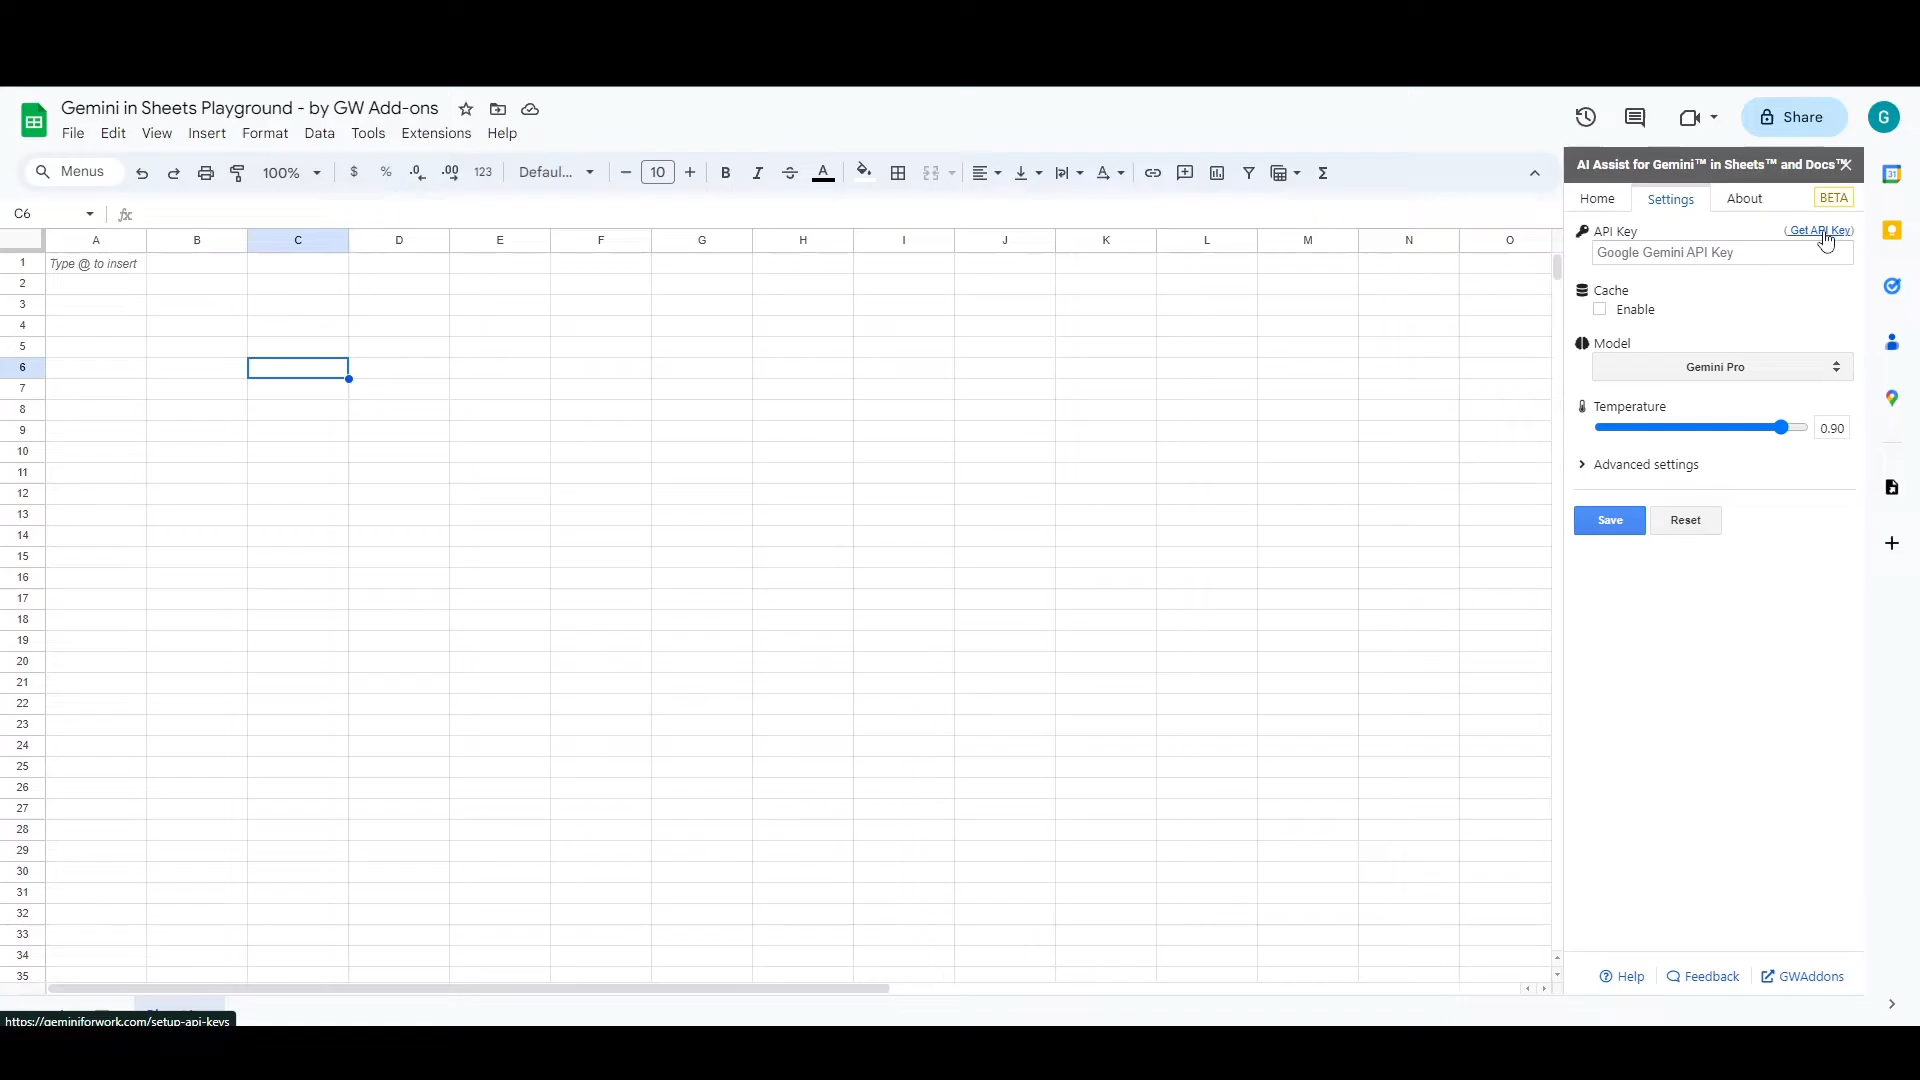 Gemini in Sheets Playground - by GW Add-ons
File Edit View Insert Format Data Tools Extensions Help
Share
G
Menus 100% $ % .0 .00 123 Defaul... 10 B I A Σ
AI Assist for Gemini™ in Sheets™ and Docs™
31
Home Settings About BETA
C6 fx
API Key ( Get API Key)
Google Gemini API Key
Cache
Enable
Model
Gemini Pro
Temperature
0.90
Advanced settings
Save Reset
A B C D E F G H I J K L M N O
1 Type @ to insert
2
3
4
5
6
7
8
9
10
11
12
13
14
15
16
17
18
19
20
21
22
23
24
25
26
27
28
29
30
31
32
33
34
35
Help Feedback GWAddons
https://geminiforwork.com/setup-api-keys